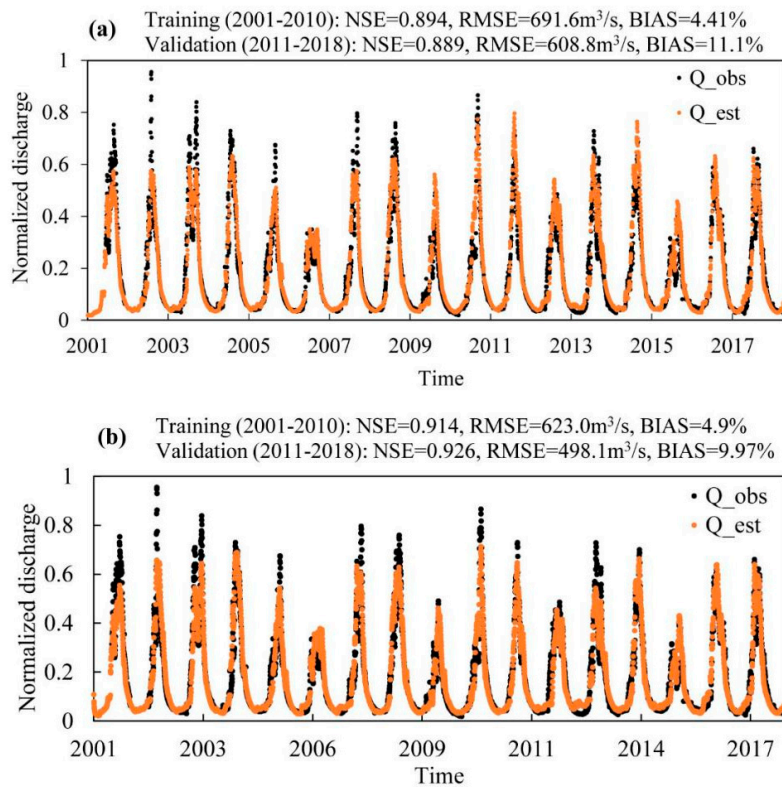 (a)
Training (2001-2010): NSE=0.894, RMSE=691.6m³/s, BIAS=4.41%
Validation (2011-2018): NSE=0.889, RMSE=608.8m³/s, BIAS=11.1%
Normalized discharge
1
0.8
0.6
0.4
0.2
0
Q_obs
Q_est
2001 2003 2005 2007 2009 2011 2013 2015 2017
Time
(b)
Training (2001-2010): NSE=0.914, RMSE=623.0m³/s, BIAS=4.9%
Validation (2011-2018): NSE=0.926, RMSE=498.1m³/s, BIAS=9.97%
Normalized discharge
1
0.8
0.6
0.4
0.2
0
Q_obs
Q_est
2001 2003 2006 2009 2011 2014 2017
Time